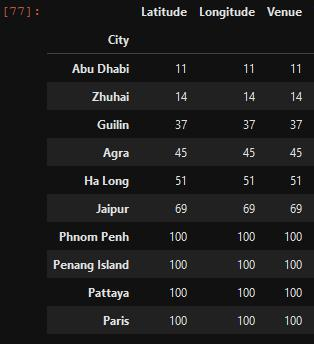 [77]:
Latitude Longitude Venue
City
Abu Dhabi 11 11 11
Zhuhai 14 14 14
Guilin 37 37 37
Agra 45 45 45
Ha Long 51 51 51
Jaipur 69 69 69
Phnom Penh 100 100 100
Penang Island 100 100 100
Pattaya 100 100 100
Paris 100 100 100